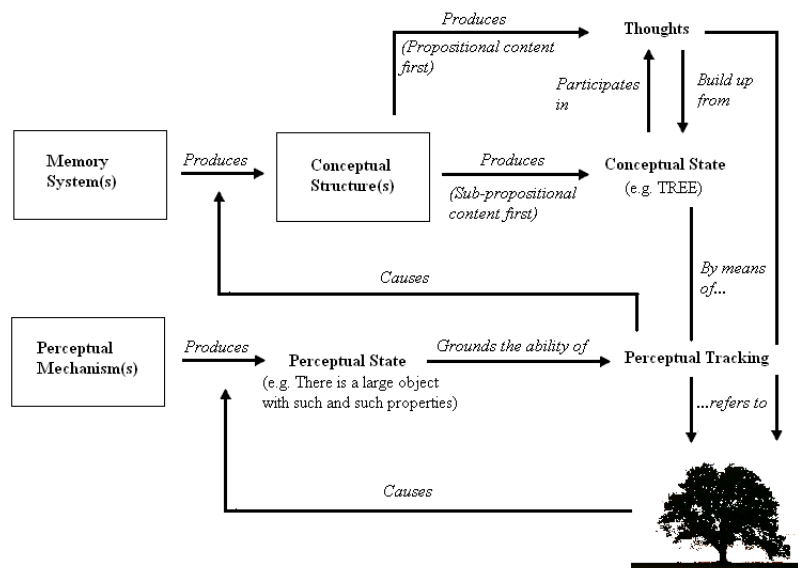 Produces
Thoughts
(Propositional content
first)
Participates
in
Build up
from
Memory
System(s)
Produces
Conceptual
Structure(s)
Produces
(Sub-propositional
content first)
Conceptual State
(e.g. TREE)
Causes
By means
of...
Perceptual
Mechanism(s)
Produces
Perceptual State
(e.g. There is a large object
with such and such properties)
Grounds the ability of
Perceptual Tracking
...refers to
Causes